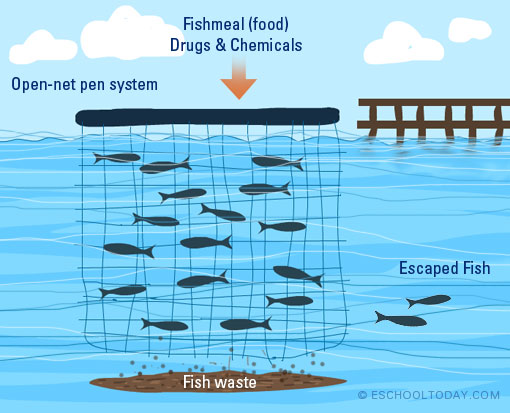 Fishmeal (food)
Drugs & Chemicals
Open-net pen system
Escaped Fish
Fish waste
© ESCHOOLTODAY.COM